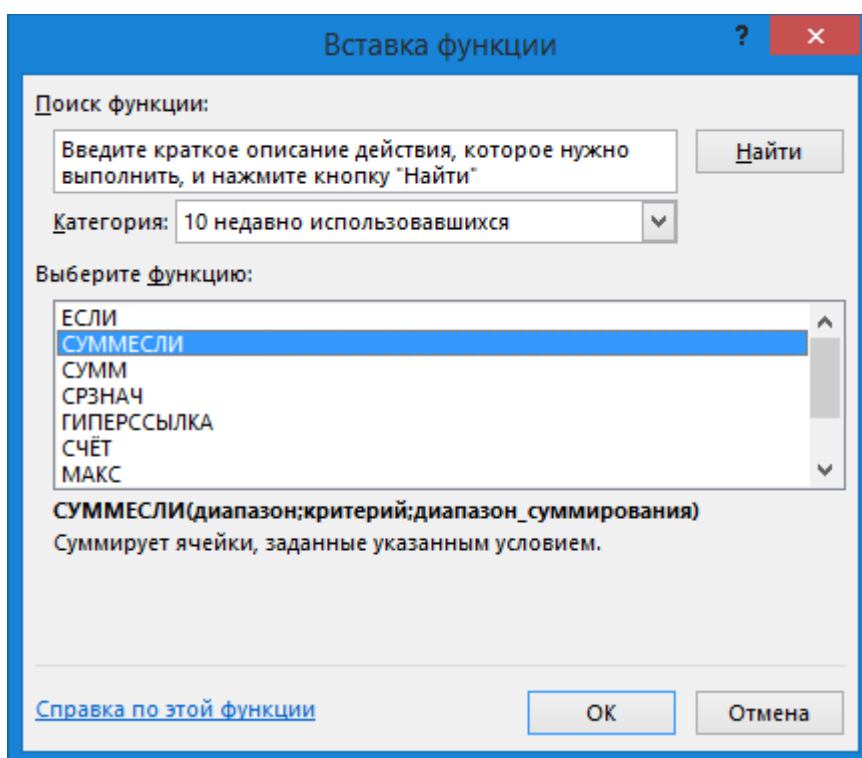 Вставка функции
?
Поиск функции:
Введите краткое описание действия, которое нужно
выполнить, и нажмите кнопку "Найти"
Найти
Категория: 10 недавно использовавшихся
Выберите функцию:
ЕСЛИ
СУММЕСЛИ
СУММ
СРЗНАЧ
ГИПЕРССЫЛКА
СЧЁТ
МАКС
СУММЕСЛИ(диапазон;критерий;диапазон_суммирования)
Суммирует ячейки, заданные указанным условием.
Справка по этой функции
ОК
Отмена